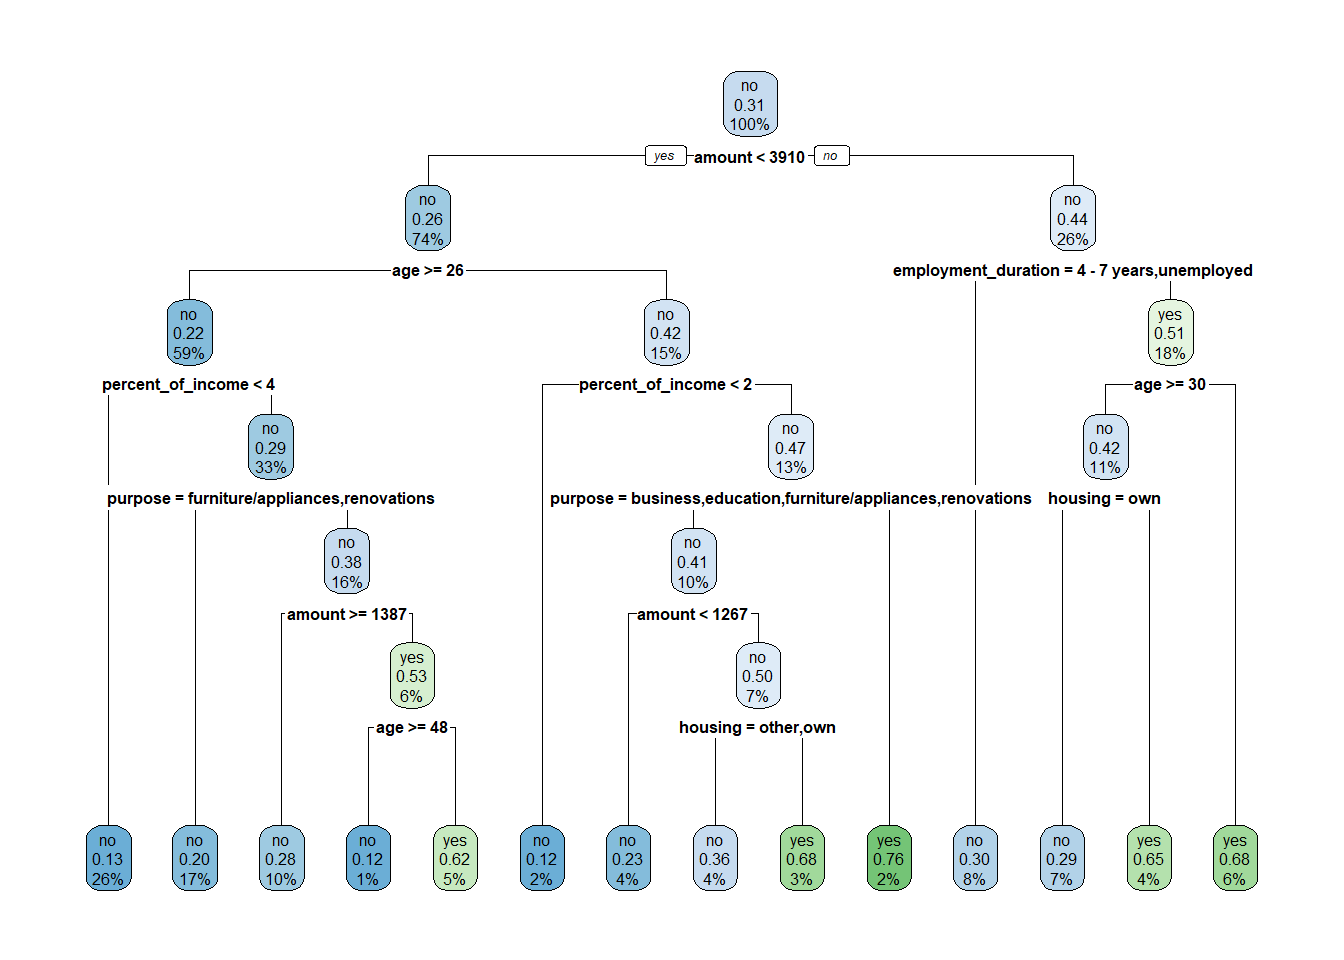 no
0.31
100%
yes amount < 3910 no
no
0.26
74%
no
0.44
26%
age >= 26
employment_duration = 4 - 7 years,unemployed
no
0.22
59%
no
0.42
15%
yes
0.51
18%
percent_of_income < 4
percent_of_income < 2
age >= 30
no
0.29
33%
no
0.47
13%
no
0.42
11%
purpose = furniture/appliances,renovations
purpose = business,education,furniture/appliances,renovations
housing = own
no
0.38
16%
no
0.41
10%
amount >= 1387
amount < 1267
yes
0.53
6%
no
0.50
7%
age >= 48
housing = other,own
no
0.13
26%
no
0.20
17%
no
0.28
10%
no
0.12
1%
yes
0.62
5%
no
0.12
2%
no
0.23
4%
no
0.36
4%
yes
0.68
3%
yes
0.76
2%
no
0.30
8%
no
0.29
7%
yes
0.65
4%
yes
0.68
6%